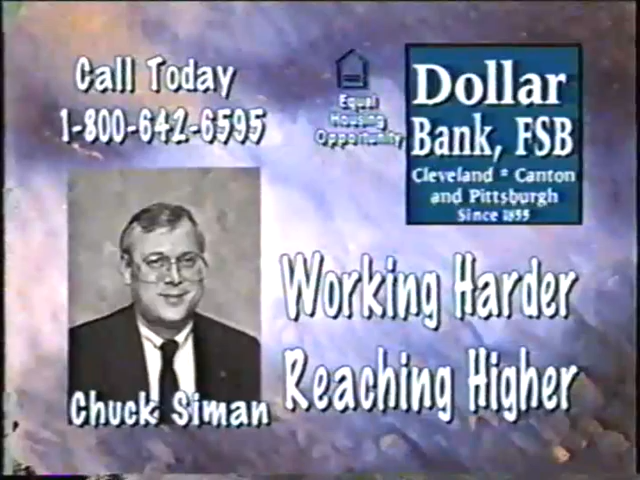 Call Today
1-800-642-6595
Equal
Housing
Opportunity
Dollar
Bank, FSB
Cleveland * Canton
and Pittsburgh
Since 1855
Working Harder
Reaching Higher
Chuck Siman